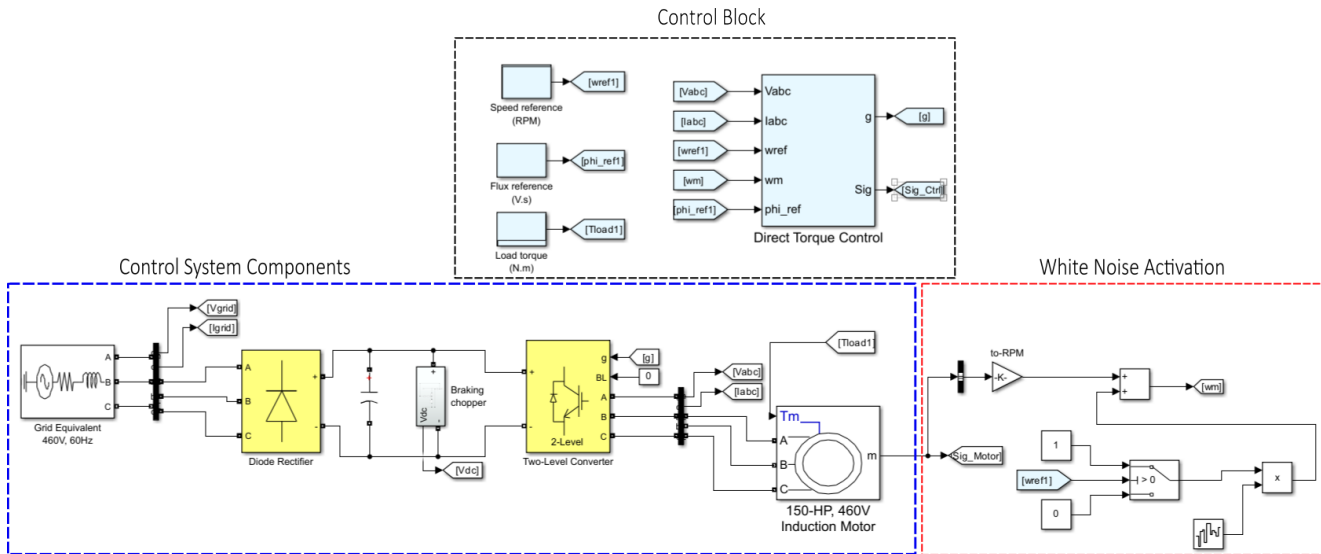 Control Block
[wref1]
Speed reference
(RPM)
[phi_ref1]
Flux reference
(V.s)
[Tload1]
Load torque
(N.m)
[Vabc]
[Iabc]
[wref1]
[wm]
[phi_ref1]
Vabc
Iabc
wref
wm
phi_ref
g
Sig
[g]
[Sig_Ctrl]
Direct Torque Control
Control System Components
[Vgrid]
[Igrid]
A
B
C
Grid Equivalent
460V, 60Hz
A
B
C
+
-
Diode Rectifier
+
-
Vdc
Braking
chopper
[Vdc]
+
-
g
BL
A
B
C
2-Level
Two-Level Converter
[g]
0
[Vabc]
[Iabc]
[Tload1]
Tm
A
B
C
m
150-HP, 460V
Induction Motor
White Noise Activation
to-RPM
-K-
+
+
[wm]
[Sig_Motor]
1
[wref1]
> 0
0
x